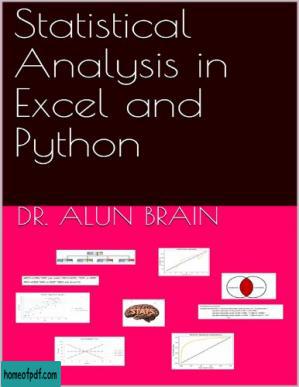 Statistical
Analysis in
Excel and
Python
DR. ALUN BRAIN
STATS
homeofpdf.com